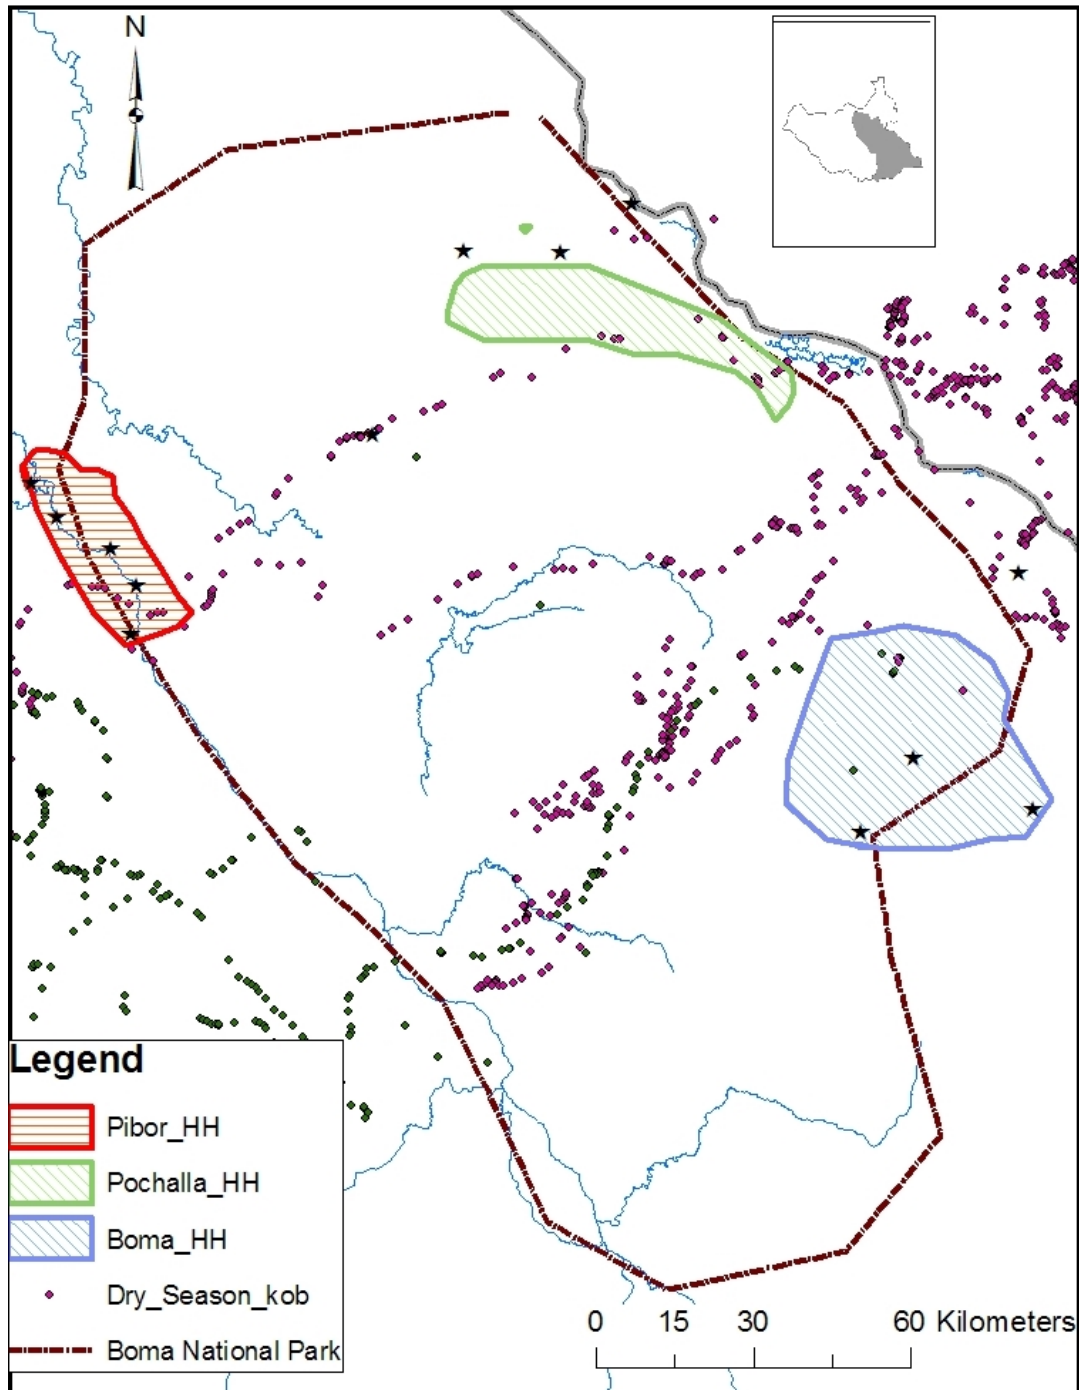 N
Legend
Pibor_HH
Pochalla_HH
Boma_HH
Dry_Season_kob
Boma National Park
0 15 30 60 Kilometers